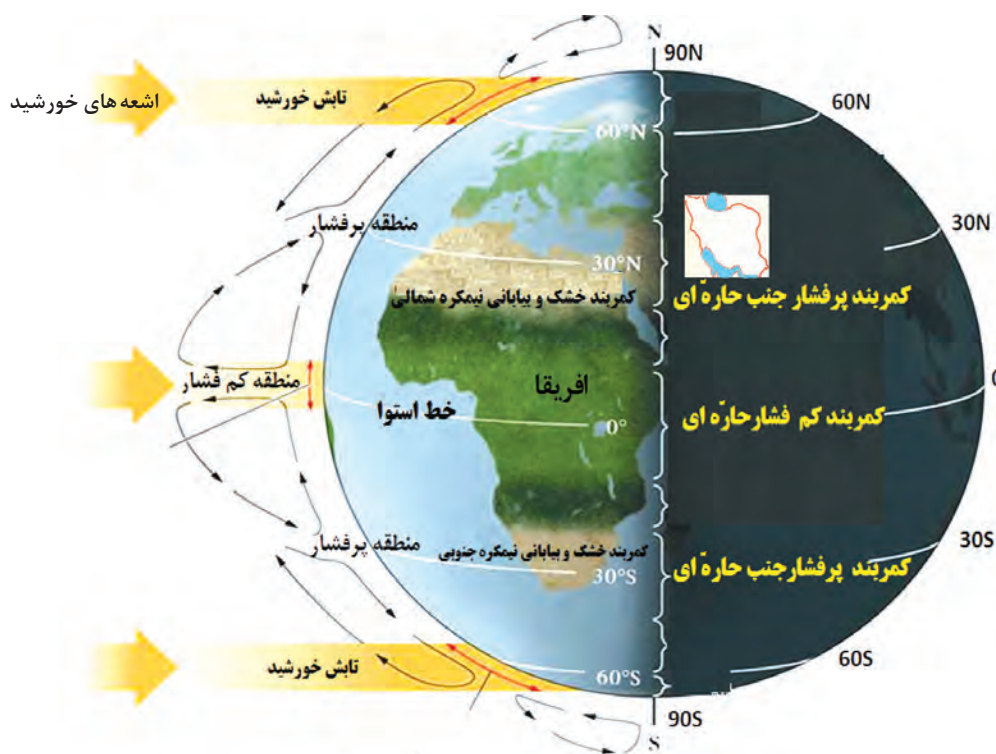 N
90N
اشعه های خورشید
تابش خورشید
60°N
60N
منطقه پرفشار
30°N
30N
کمربند خشک و بیابانی نیمکره شمالی
کمربند پرفشار جنب حارّه ای
منطقه کم فشار
افریقا
خط استوا
0°
0
کمربند کم فشارحارّه ای
منطقه پرفشار
کمربند خشک و بیابانی نیمکره جنوبی
30°S
30S
کمربند پرفشارجنب حارّه ای
تابش خورشید
60°S
60S
90S
S